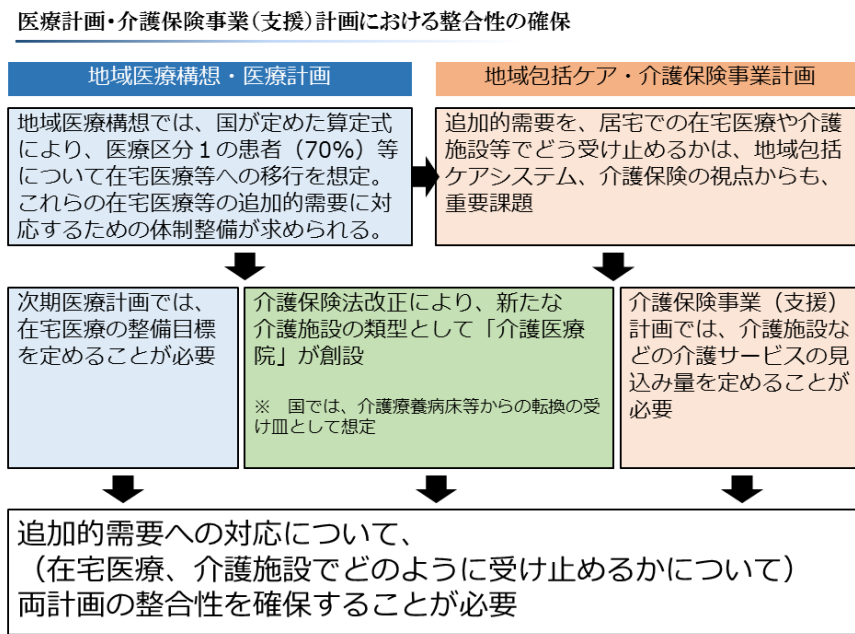 医療計画・介護保険事業（支援）計画における整合性の確保
地域医療構想・医療計画
地域包括ケア・介護保険事業計画
地域医療構想では、国が定めた算定式
により、医療区分１の患者（70%）等
について在宅医療等への移行を想定。
これらの在宅医療等の追加的需要に対
応するための体制整備が求められる。
追加的需要を、居宅での在宅医療や介護
施設等でどう受け止めるかは、地域包括
ケアシステム、介護保険の視点からも、
重要課題
次期医療計画では、
在宅医療の整備目標
を定めることが必要
介護保険法改正により、新たな
介護施設の類型として「介護医療
院」が創設
※　国では、介護療養病床等からの転換の受
け皿として想定
介護保険事業（支援）
計画では、介護施設な
どの介護サービスの見
込み量を定めることが
必要
追加的需要への対応について、
（在宅医療、介護施設でどのように受け止めるかについて）
両計画の整合性を確保することが必要